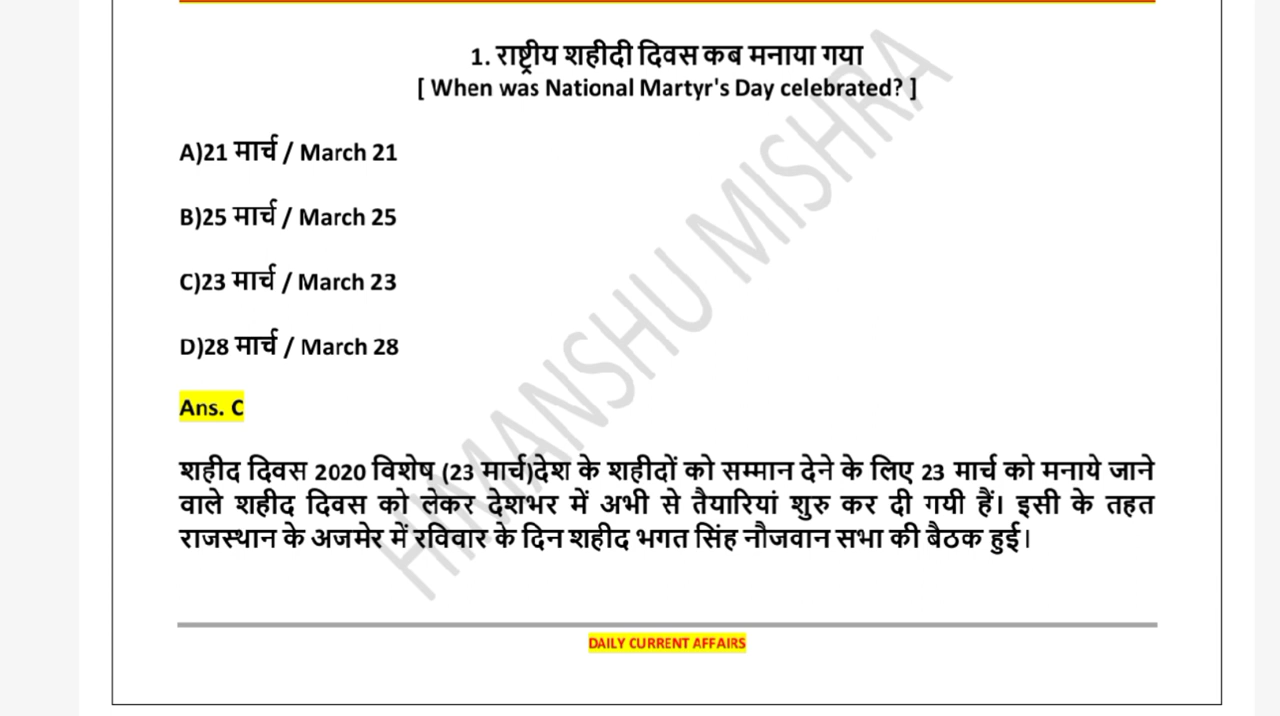 1. राष्ट्रीय शहीदी दिवस कब मनाया गया
[ When was National Martyr's Day celebrated? ]
A)21 मार्च / March 21
B)25 मार्च / March 25
C)23 मार्च / March 23
D)28 मार्च / March 28
Ans. C
शहीद दिवस 2020 विशेष (23 मार्च)देश के शहीदों को सम्मान देने के लिए 23 मार्च को मनाये जाने
वाले शहीद दिवस को लेकर देशभर में अभी से तैयारियां शुरु कर दी गयी हैं। इसी के तहत
राजस्थान के अजमेर में रविवार के दिन शहीद भगत सिंह नौजवान सभा की बैठक हुई।
HIMANSHU MISHRA
DAILY CURRENT AFFAIRS